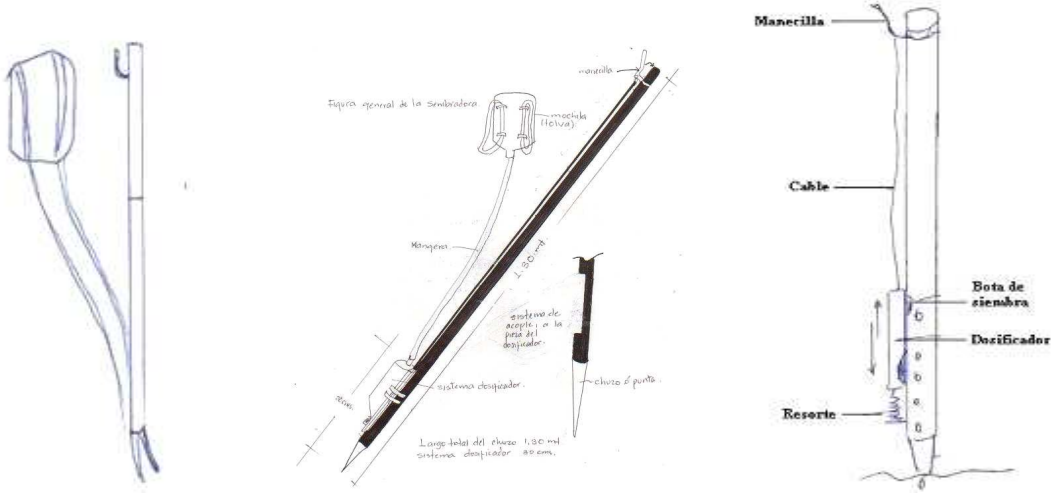 manecilla
Figura general de la sembradora
mochila
(tolva).
Manguera
1.30 mt.
sistema de
acople, a la
pieza del
dosificador.
chuzo ó punta.
sistema dosificador.
Largo total del chuzo 1.30 mt
sistema dosificador 30 cms.
Manecilla
Cable
Bota de
siembra
Dosificador
Resorte